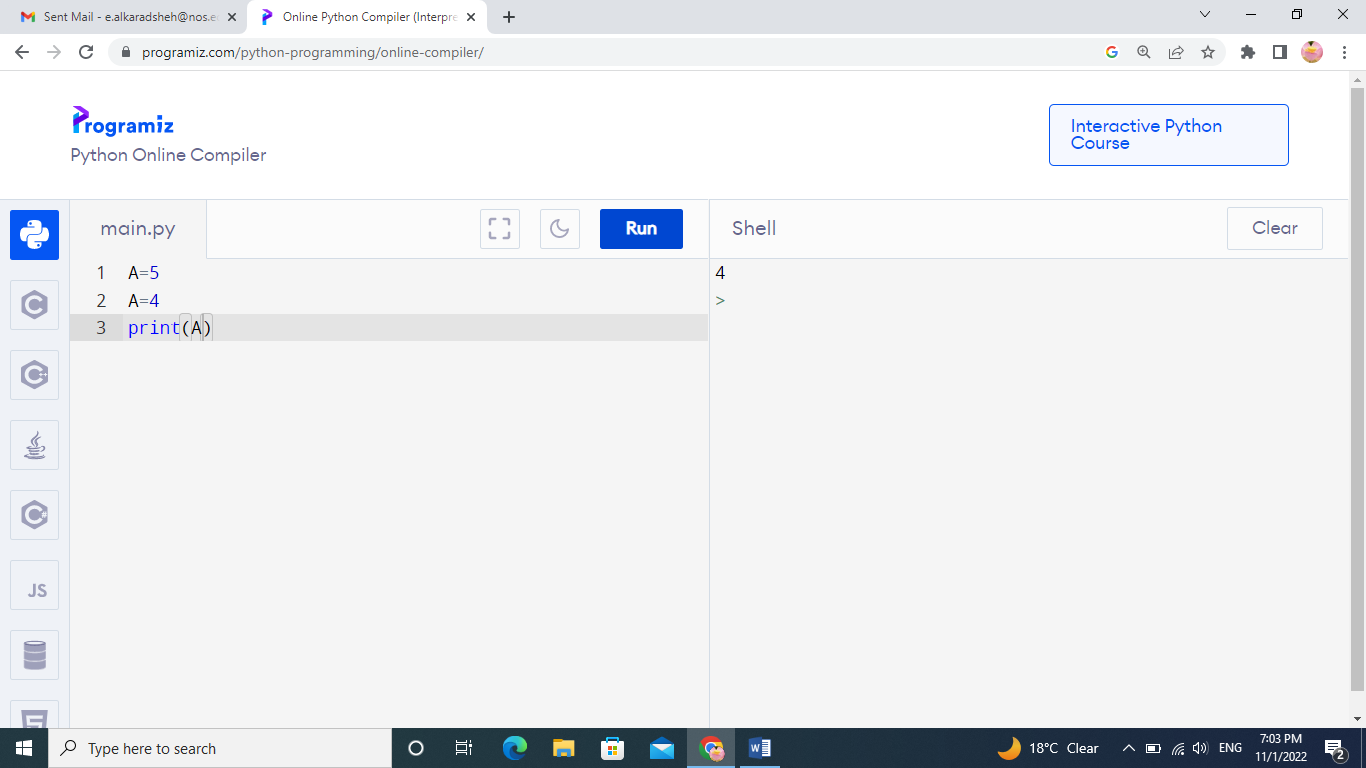 Sent Mail - e.alkaradsheh@nos.e
Online Python Compiler (Interpre
programiz.com/python-programming/online-compiler/
Programiz
Python Online Compiler
Interactive Python
Course
main.py
Run
Shell
Clear
1 A=5
2 A=4
3 print(A)
4
>
C
C++
C#
JS
Type here to search
18°C Clear
ENG
7:03 PM
11/1/2022
2